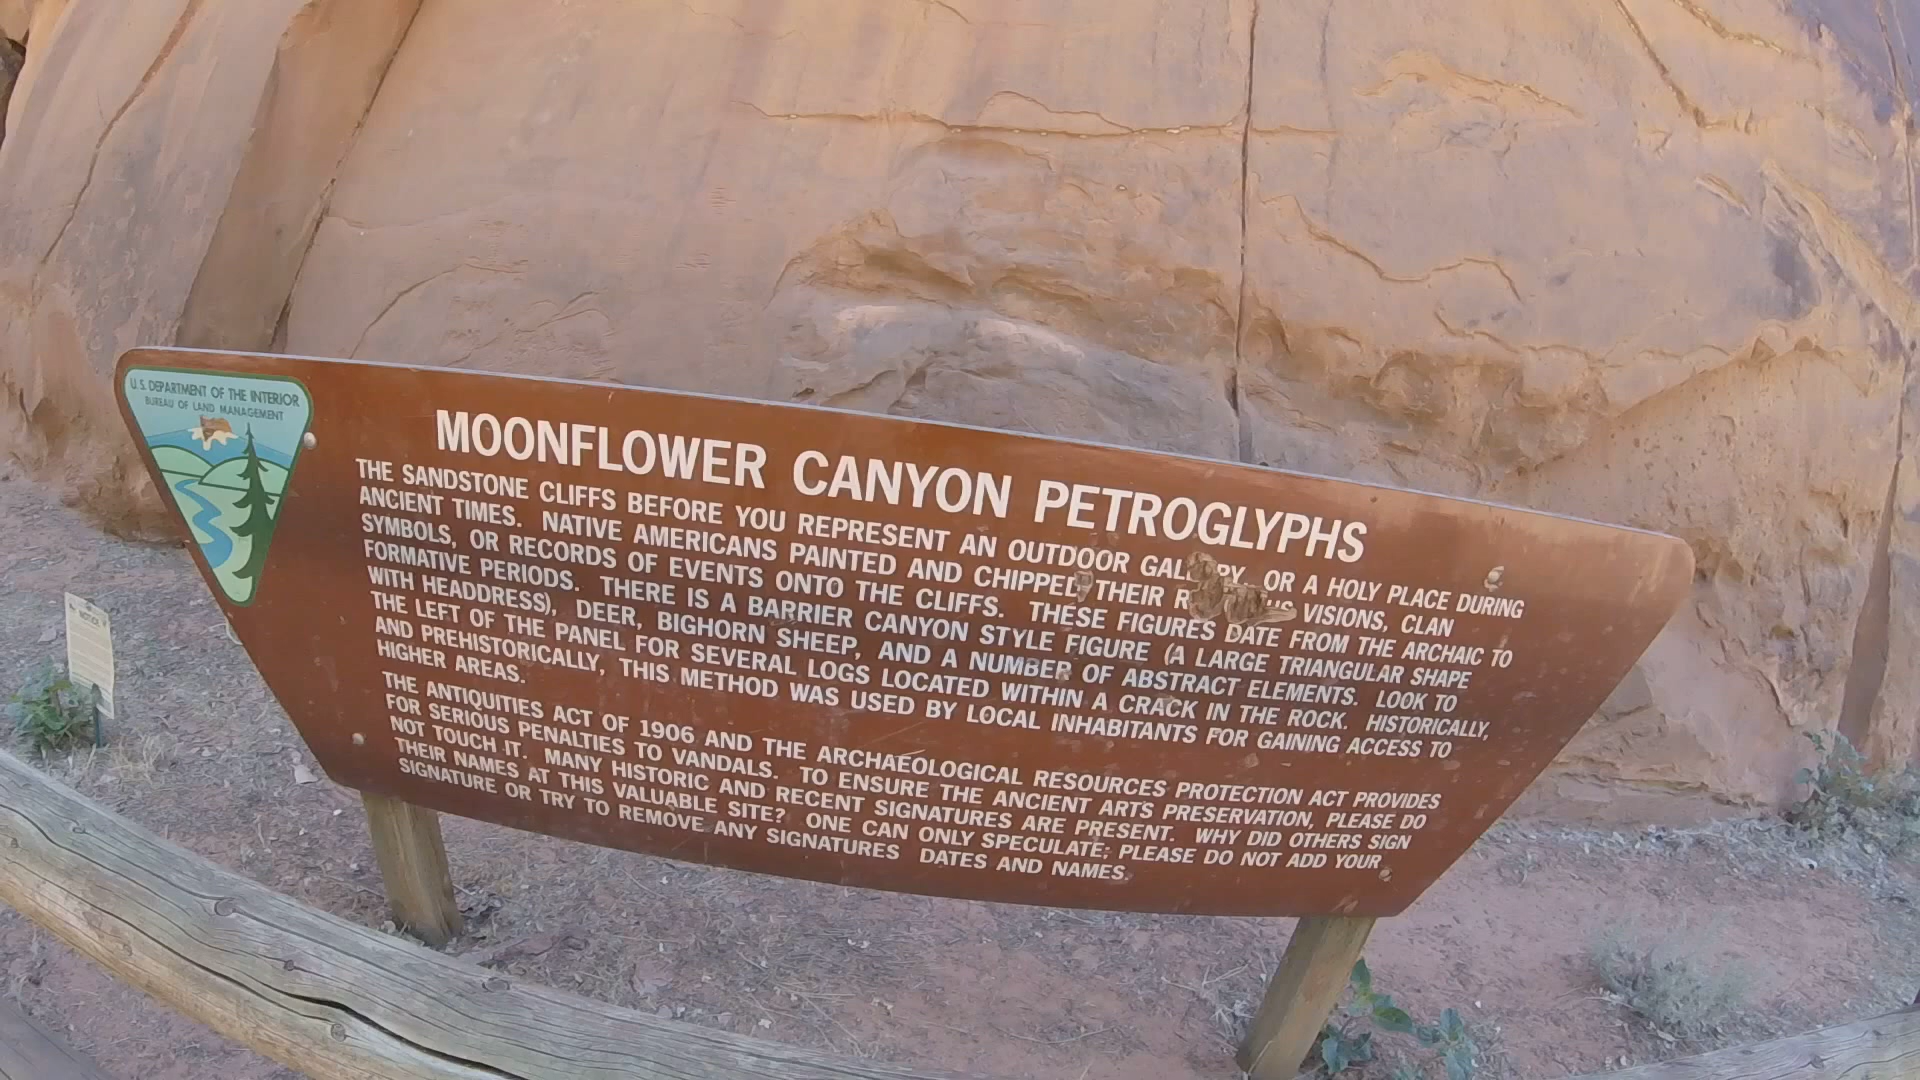 U.S. DEPARTMENT OF THE INTERIOR
BUREAU OF LAND MANAGEMENT
MOONFLOWER CANYON PETROGLYPHS
THE SANDSTONE CLIFFS BEFORE YOU REPRESENT AN OUTDOOR OR A HOLY PLACE DURING
ANCIENT TIMES. NATIVE AMERICANS PAINTED AND CHIPPED THEIR VISIONS, CLAN
SYMBOLS, OR RECORDS OF EVENTS ONTO THE CLIFFS. THESE FIGURES DATE FROM THE ARCHAIC TO
FORMATIVE PERIODS. THERE IS A BARRIER CANYON STYLE FIGURE (A LARGE TRIANGULAR SHAPE
WITH HEADDRESS), DEER, BIGHORN SHEEP, AND A NUMBER OF ABSTRACT ELEMENTS. LOOK TO
THE LEFT OF THE PANEL FOR SEVERAL LOGS LOCATED WITHIN A CRACK IN THE ROCK. HISTORICALLY,
AND PREHISTORICALLY, THIS METHOD WAS USED BY LOCAL INHABITANTS FOR GAINING ACCESS TO
HIGHER AREAS.
THE ANTIQUITIES ACT OF 1906 AND THE ARCHAEOLOGICAL RESOURCES PROTECTION ACT PROVIDES
FOR SERIOUS PENALTIES TO VANDALS. TO ENSURE THE ANCIENT ARTS PRESERVATION, PLEASE DO
NOT TOUCH IT. MANY HISTORIC AND RECENT SIGNATURES ARE PRESENT. WHY DID OTHERS SIGN
THEIR NAMES AT THIS VALUABLE SITE? ONE CAN ONLY SPECULATE; PLEASE DO NOT ADD YOUR
SIGNATURE OR TRY TO REMOVE ANY SIGNATURES DATES AND NAMES.